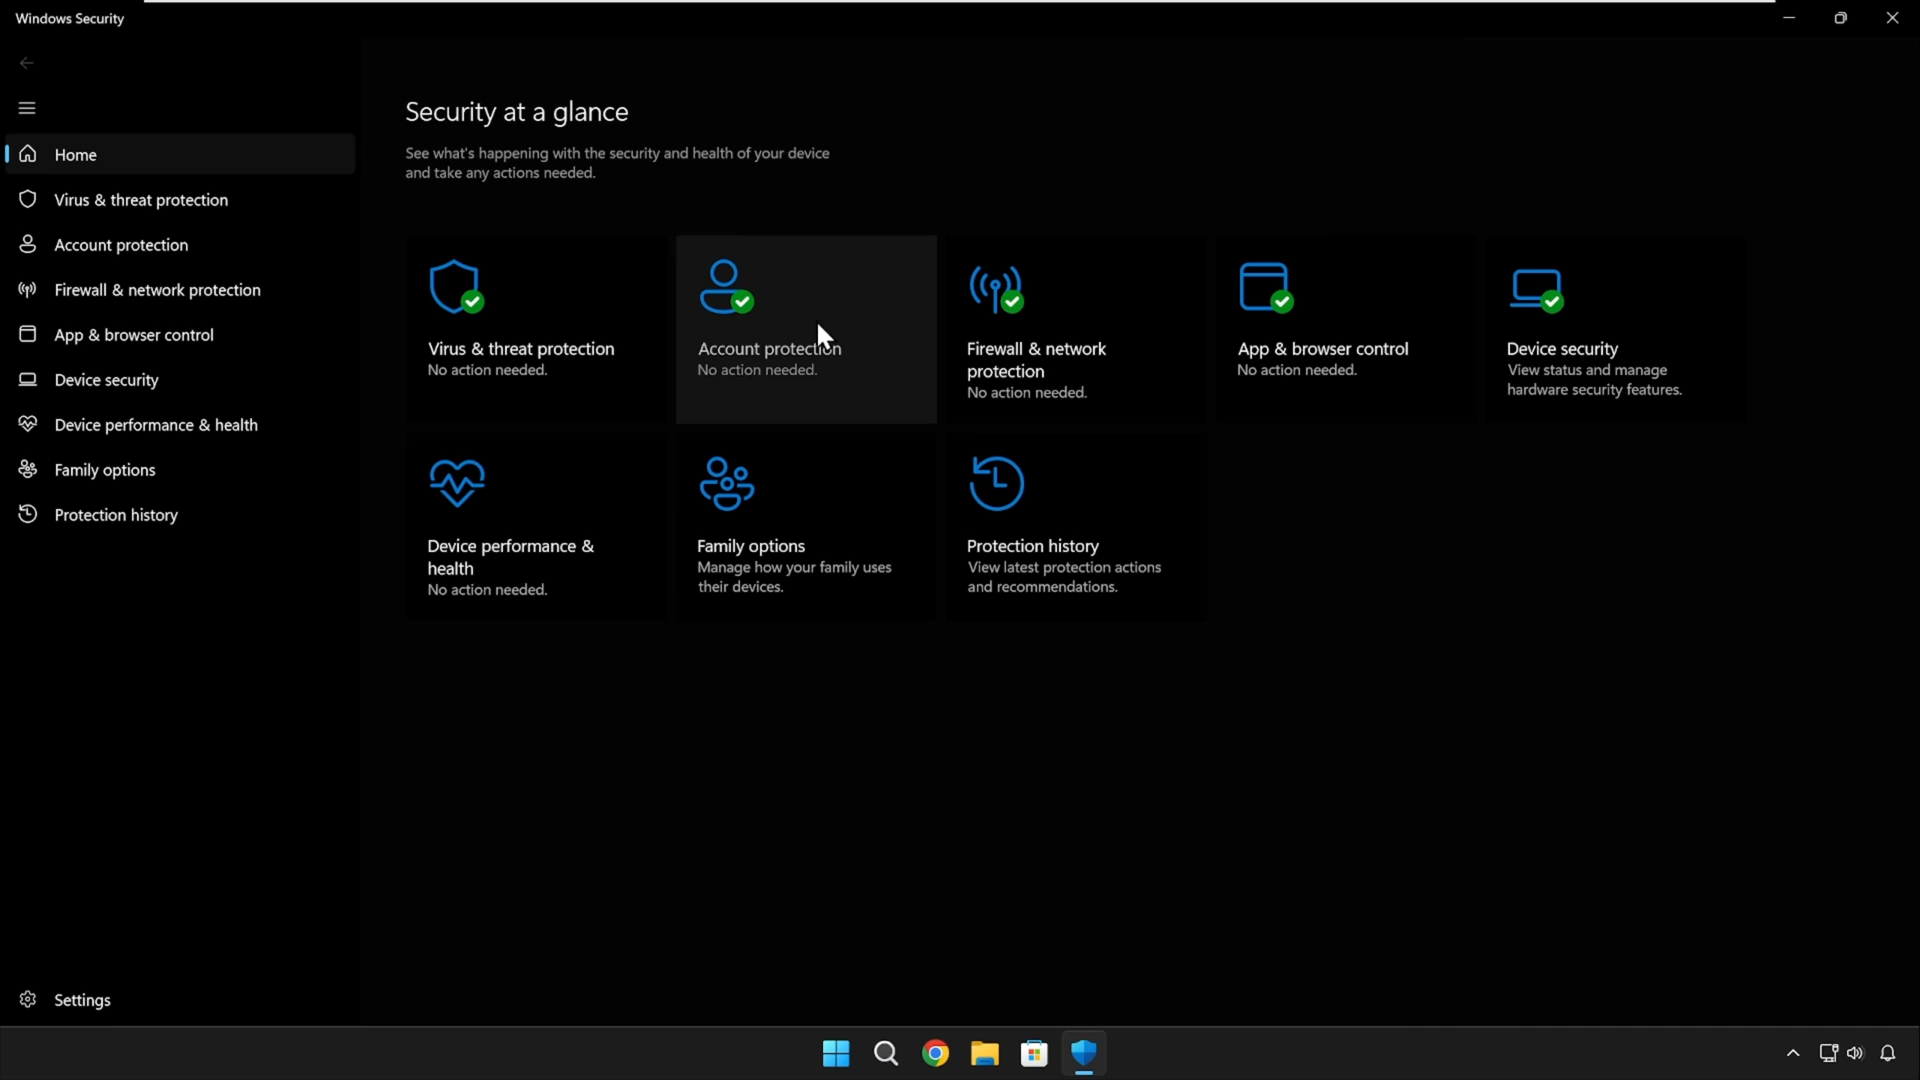 Windows Security
Home
Virus & threat protection
Account protection
Firewall & network protection
App & browser control
Device security
Device performance & health
Family options
Protection history
Settings
Security at a glance
See what's happening with the security and health of your device
and take any actions needed.
Virus & threat protection
No action needed.
Account protection
No action needed.
Firewall & network
protection
No action needed.
App & browser control
No action needed.
Device security
View status and manage
hardware security features.
Device performance &
health
No action needed.
Family options
Manage how your family uses
their devices.
Protection history
View latest protection actions
and recommendations.